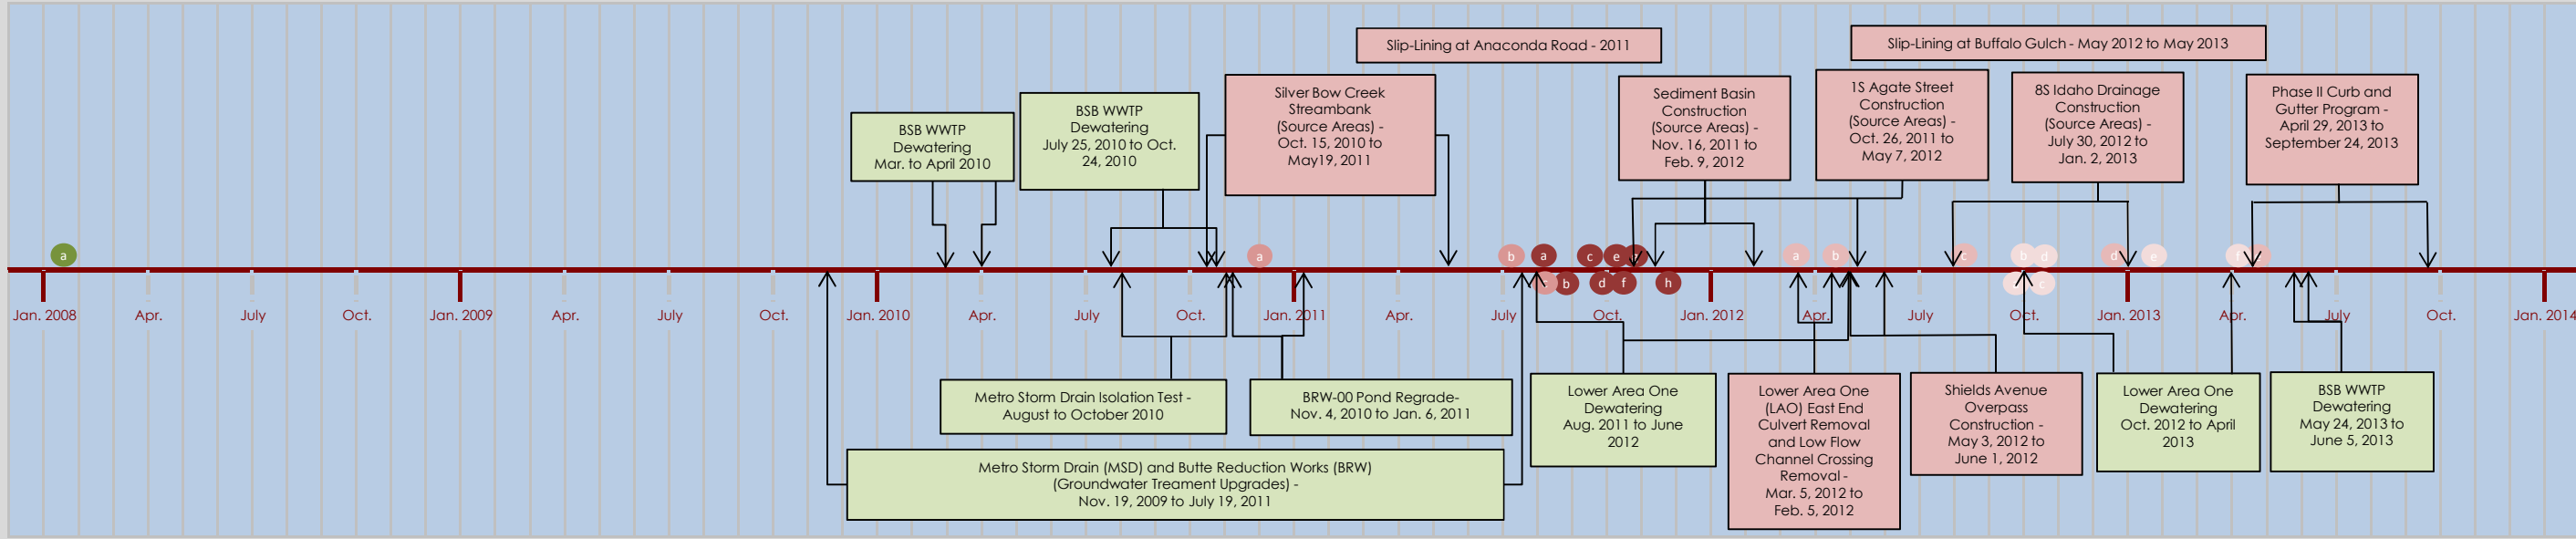 Slip-Lining at Anaconda Road - 2011
Slip-Lining at Buffalo Gulch - May 2012 to May 2013
BSB WWTP
Dewatering
Mar. to April 2010
BSB WWTP
Dewatering
July 25, 2010 to Oct.
24, 2010
Silver Bow Creek
Streambank
(Source Areas) -
Oct. 15, 2010 to
May19, 2011
Sediment Basin
Construction
(Source Areas) -
Nov. 16, 2011 to
Feb. 9, 2012
1S Agate Street
Construction
(Source Areas) -
Oct. 26, 2011 to
May 7, 2012
8S Idaho Drainage
Construction
(Source Areas) -
July 30, 2012 to
Jan. 2, 2013
Phase II Curb and
Gutter Program -
April 29, 2013 to
September 24, 2013
a
a
b
a
c
e
a
b
c
b
d
d
e
f
b
d
f
h
c
Jan. 2008
Apr.
July
Oct.
Jan. 2009
Apr.
July
Oct.
Jan. 2010
Apr.
July
Oct.
Jan. 2011
Apr.
July
Oct.
Jan. 2012
Apr.
July
Oct.
Jan. 2013
Apr.
July
Oct.
Jan. 2014
Metro Storm Drain Isolation Test -
August to October 2010
BRW-00 Pond Regrade-
Nov. 4, 2010 to Jan. 6, 2011
Lower Area One
Dewatering
Aug. 2011 to June
2012
Lower Area One
(LAO) East End
Culvert Removal
and Low Flow
Channel Crossing
Removal -
Mar. 5, 2012 to
Feb. 5, 2012
Shields Avenue
Overpass
Construction -
May 3, 2012 to
June 1, 2012
Lower Area One
Dewatering
Oct. 2012 to April
2013
BSB WWTP
Dewatering
May 24, 2013 to
June 5, 2013
Metro Storm Drain (MSD) and Butte Reduction Works (BRW)
(Groundwater Treament Upgrades) -
Nov. 19, 2009 to July 19, 2011